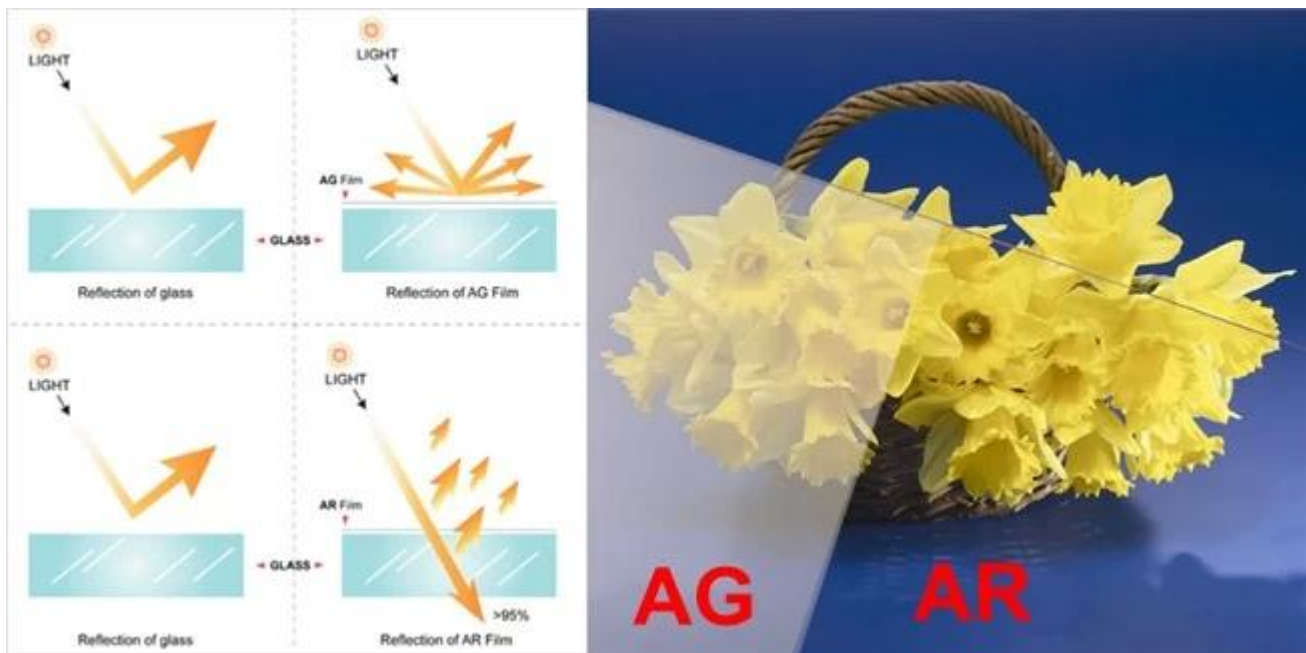 LIGHT
AG Film
GLASS
Reflection of glass
Reflection of AG Film
LIGHT
LIGHT
LIGHT
AR Film
GLASS
>95%
Reflection of glass
Reflection of AR Film
AG
AR